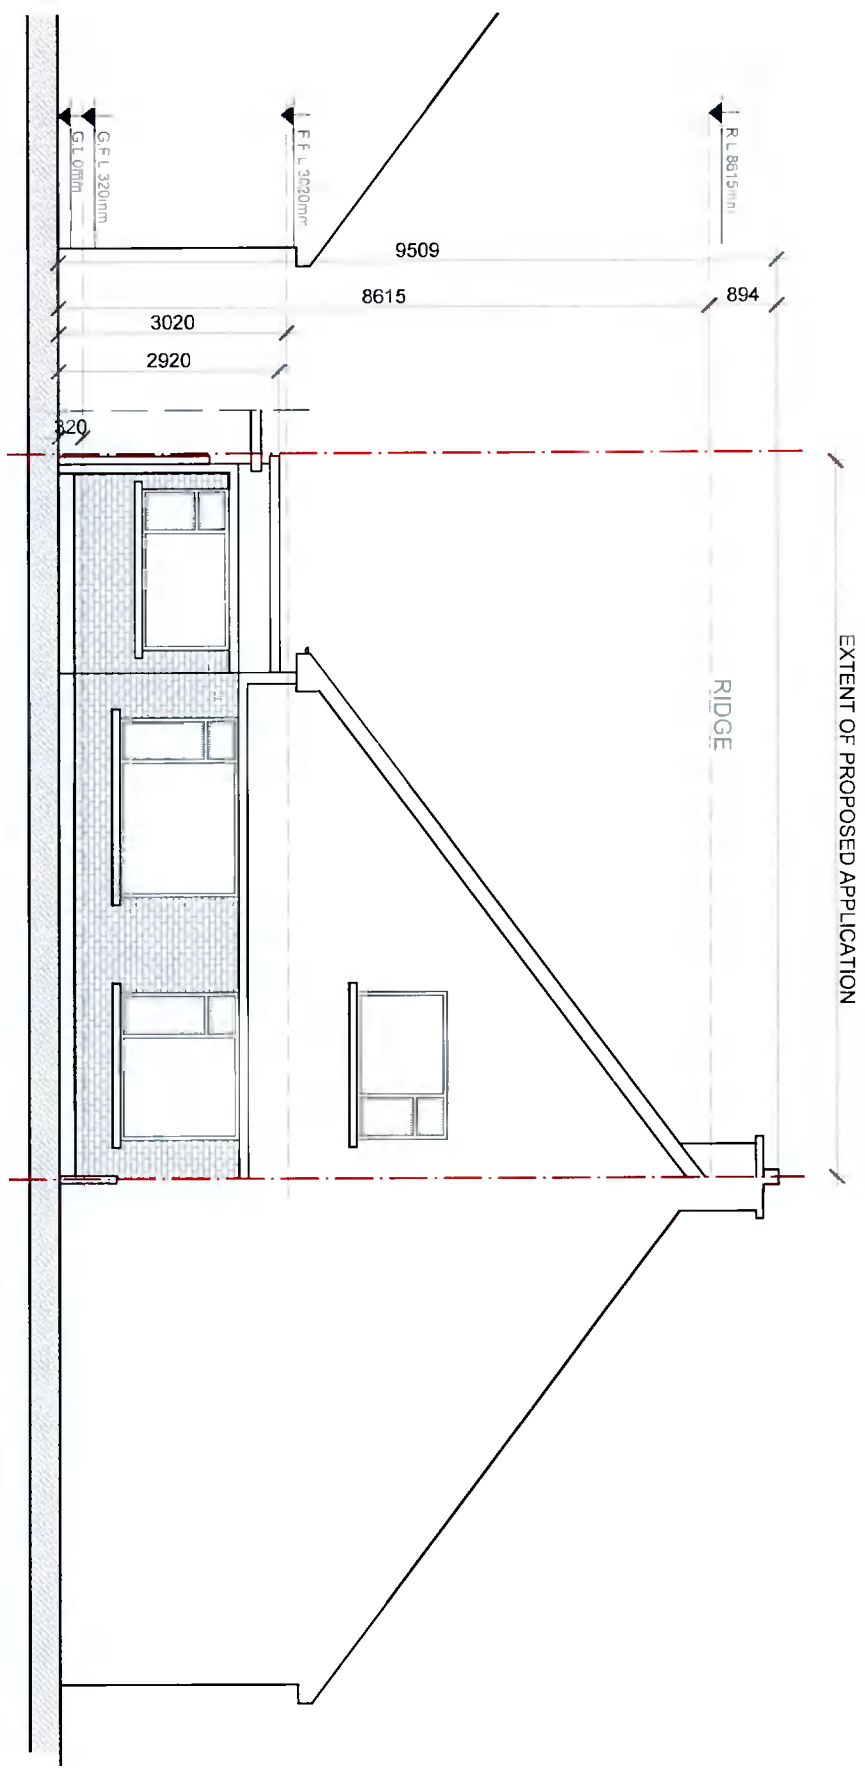 R L 8615mm
F F L 3020mm
G.F L 320mm
G.L 0mm
9509
8615
894
3020
2920
320
RIDGE
EXTENT OF PROPOSED APPLICATION